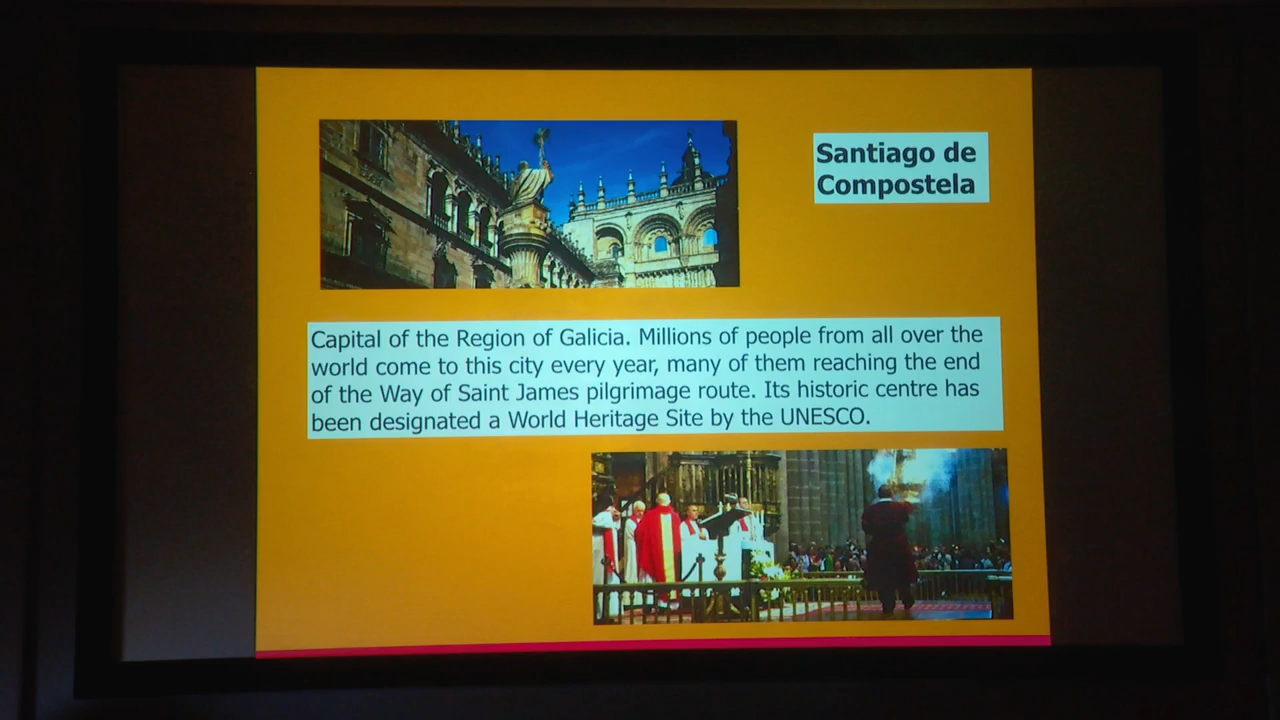 Santiago de
Compostela
Capital of the Region of Galicia. Millions of people from all over the
world come to this city every year, many of them reaching the end
of the Way of Saint James pilgrimage route. Its historic centre has
been designated a World Heritage Site by the UNESCO.